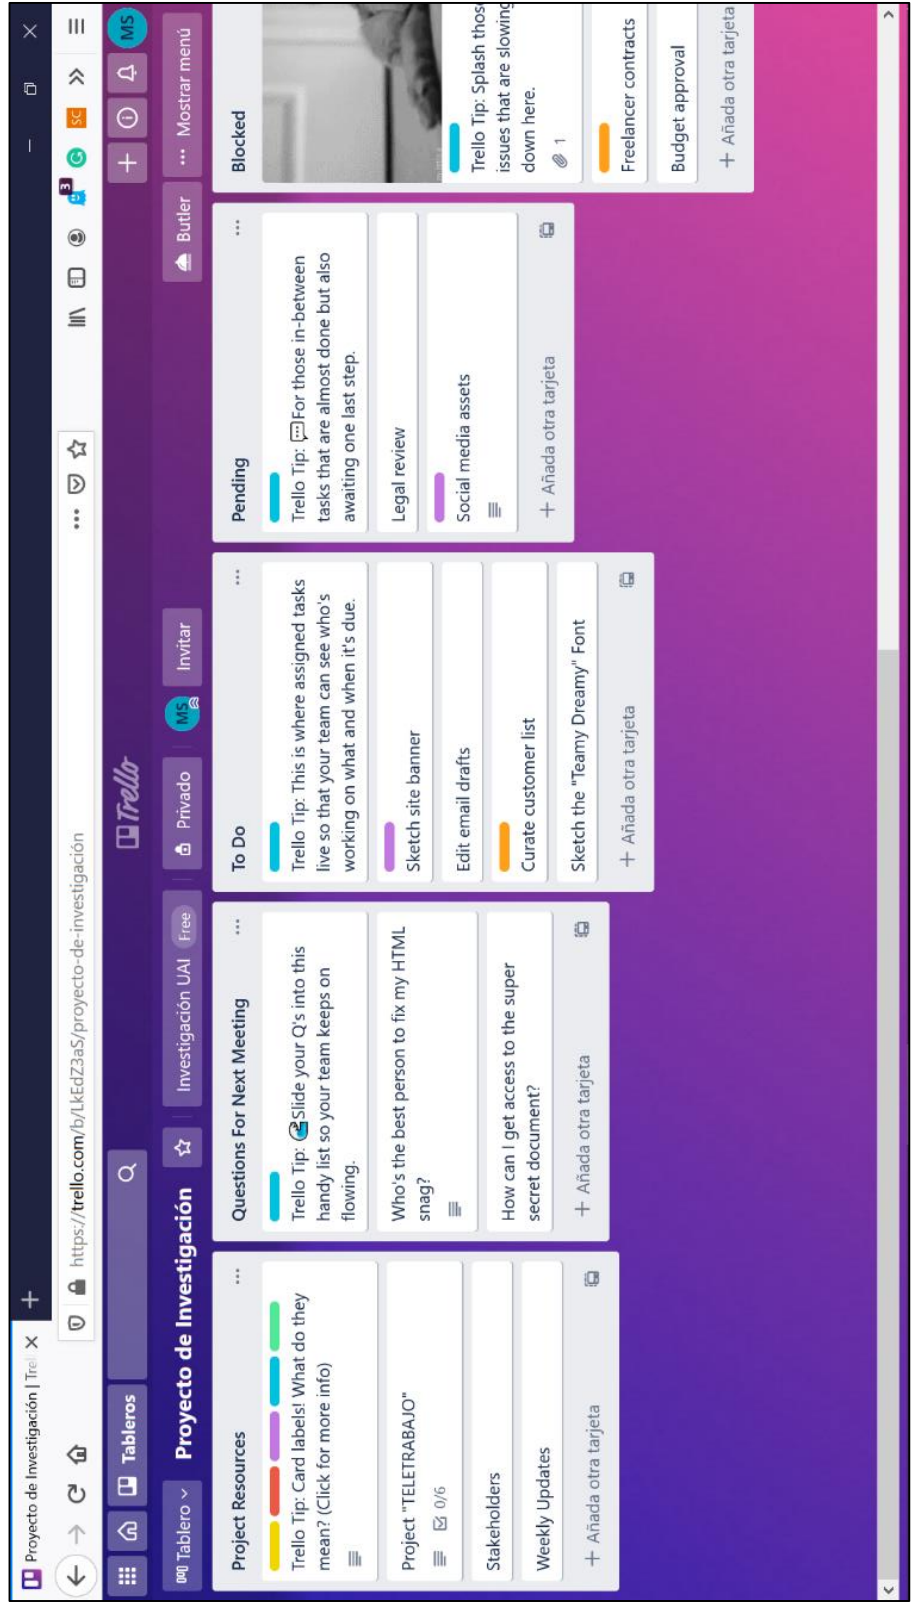 Proyecto de Investigación | Trel
https://trello.com/b/LkEdZ3aS/proyecto-de-investigación
3
SC
Tableros
Trello
MS
Tablero
Proyecto de Investigación
Investigación UAI Free
Privado
MS
Invitar
Butler
Mostrar menú
Project Resources
Trello Tip: Card labels! What do they
mean? (Click for more info)
Project "TELETRABAJO"
0/6
Stakeholders
Weekly Updates
+ Añada otra tarjeta
Questions For Next Meeting
Trello Tip: 🌊Slide your Q's into this
handy list so your team keeps on
flowing.
Who's the best person to fix my HTML
snag?
How can I get access to the super
secret document?
+ Añada otra tarjeta
To Do
Trello Tip: This is where assigned tasks
live so that your team can see who's
working on what and when it's due.
Sketch site banner
Edit email drafts
Curate customer list
Sketch the "Teamy Dreamy" Font
+ Añada otra tarjeta
Pending
Trello Tip: 💬For those in-between
tasks that are almost done but also
awaiting one last step.
Legal review
Social media assets
+ Añada otra tarjeta
Blocked
Trello Tip: Splash those
issues that are slowing
down here.
1
Freelancer contracts
Budget approval
+ Añada otra tarjeta